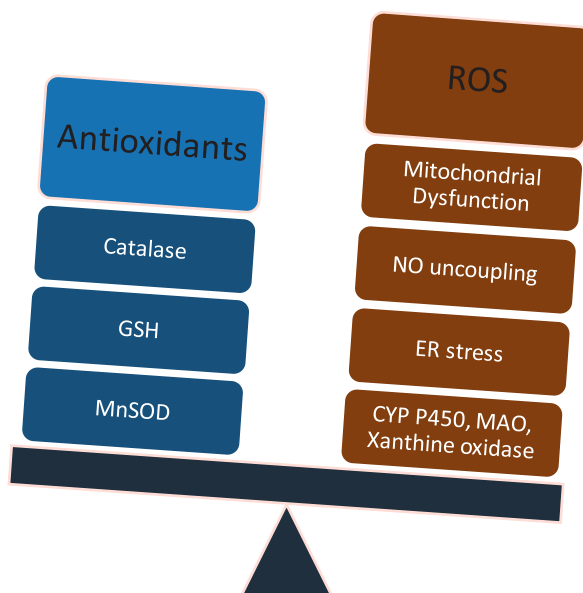 Antioxidants
Catalase
GSH
MnSOD
ROS
Mitochondrial
Dysfunction
NO uncoupling
ER stress
CYP P450, MAO,
Xanthine oxidase